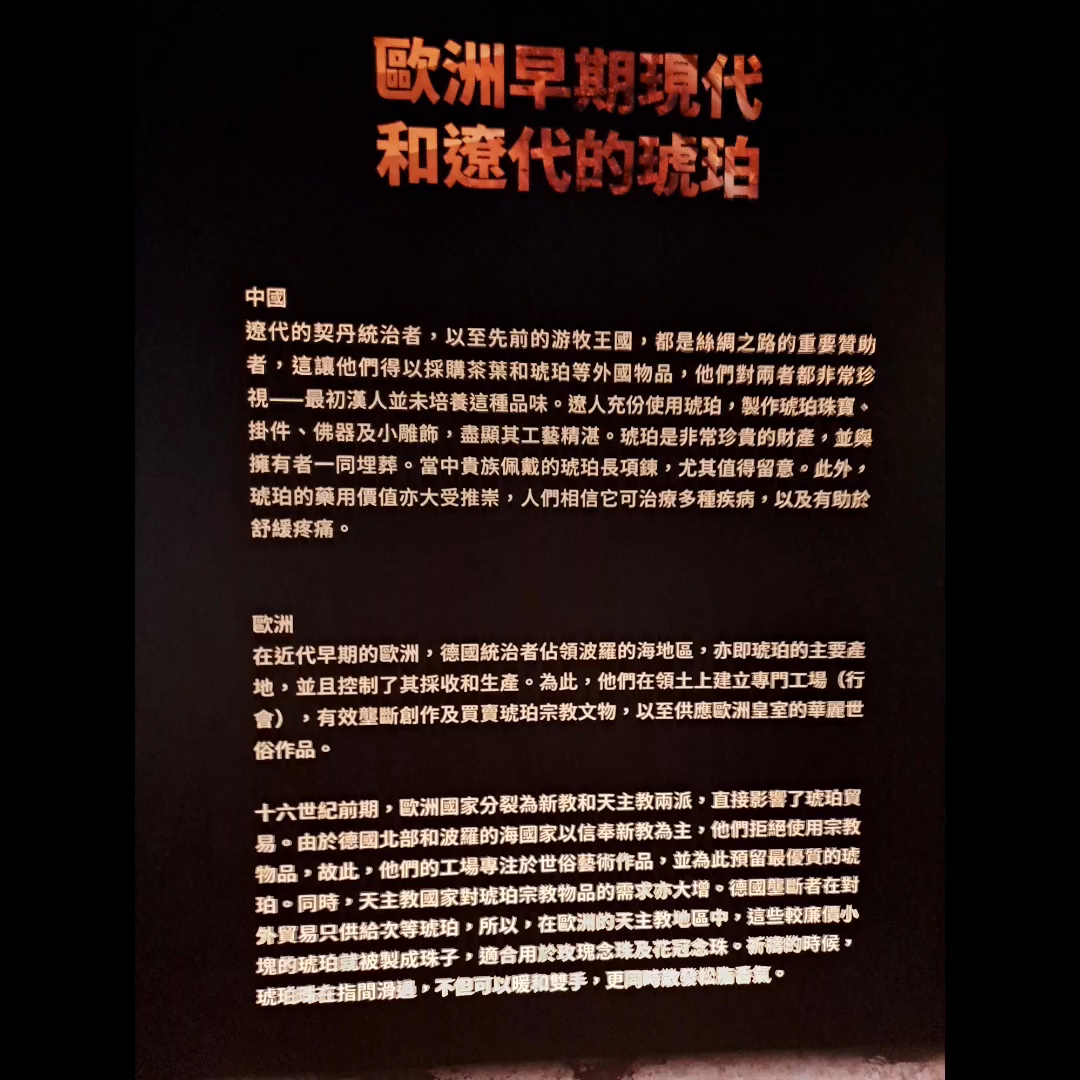 歐洲早期現代
和遼代的琥珀
中國
遼代的契丹統治者，以至先前的游牧王國，都是絲綢之路的重要贊助
者，這讓他們得以採購茶葉和琥珀等外國物品，他們對兩者都非常珍
視——最初漢人並未培養這種品味。遼人充份使用琥珀，製作琥珀珠寶、
掛件、佛器及小雕飾，盡顯其工藝精湛。琥珀是非常珍貴的財產，並與
擁有者一同埋葬。當中貴族佩戴的琥珀長項鍊，尤其值得留意。此外，
琥珀的藥用價值亦大受推崇，人們相信它可治療多種疾病，以及有助於
舒緩疼痛。
歐洲
在近代早期的歐洲，德國統治者佔領波羅的海地區，亦即琥珀的主要產
地，並且控制了其採收和生產。為此，他們在領土上建立專門工場（行
會），有效壟斷創作及買賣琥珀宗教文物，以至供應歐洲皇室的華麗世
俗作品。
十六世紀前期，歐洲國家分裂為新教和天主教兩派，直接影響了琥珀貿
易。由於德國北部和波羅的海國家以信奉新教為主，他們拒絕使用宗教
物品，故此，他們的工場專注於世俗藝術作品，並為此預留最優質的琥
珀。同時，天主教國家對琥珀宗教物品的需求亦大增。德國壟斷者在對
外貿易只供給次等琥珀，所以，在歐洲的天主教地區中，這些較廉價小
塊的琥珀就被製成珠子，適合用於玫瑰念珠及花冠念珠。祈禱的時候，
琥珀珠在指間滑過，不但可以暖和雙手，更同時散發松脂香氣。